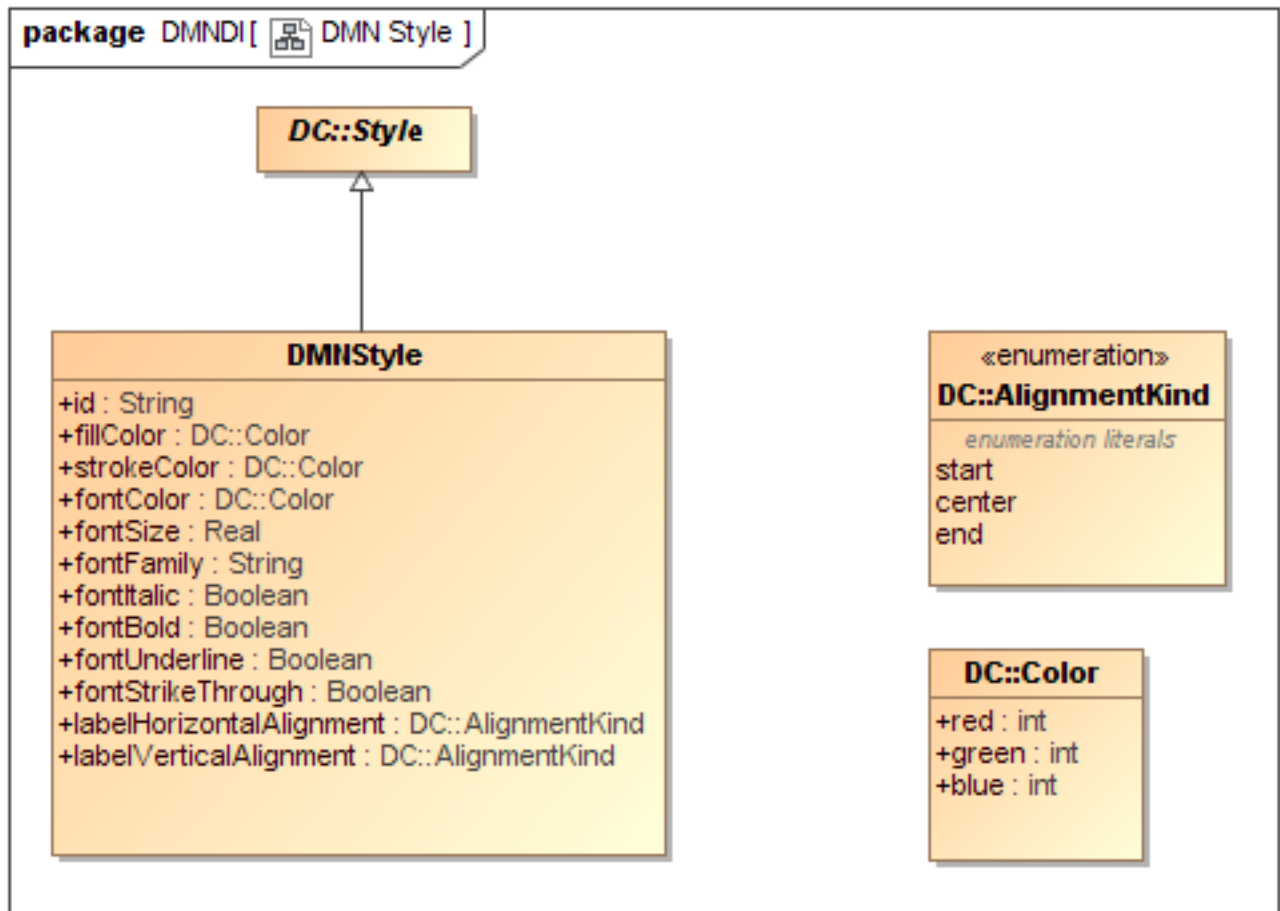 package DMNDI [ DMN Style ]
DC::Style
DMNStyle
+id : String
+fillColor : DC::Color
+strokeColor : DC::Color
+fontColor : DC::Color
+fontSize : Real
+fontFamily : String
+fontItalic : Boolean
+fontBold : Boolean
+fontUnderline : Boolean
+fontStrikeThrough : Boolean
+labelHorizontalAlignment : DC::AlignmentKind
+labelVerticalAlignment : DC::AlignmentKind
«enumeration»
DC::AlignmentKind
enumeration literals
start
center
end
DC::Color
+red : int
+green : int
+blue : int